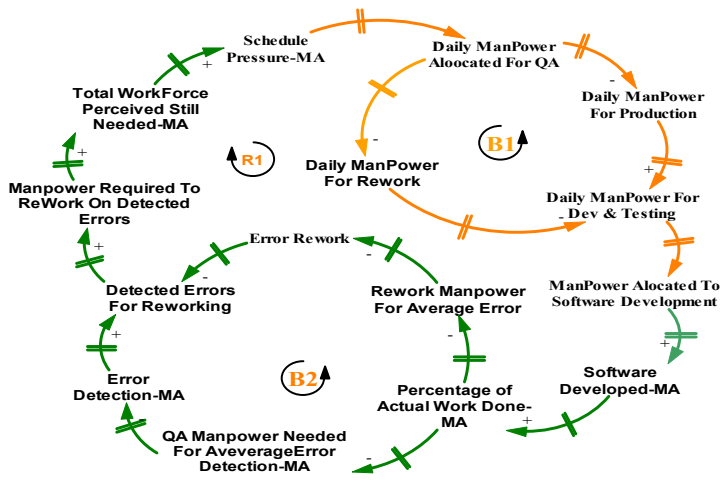 Schedule
Pressure-MA
Daily ManPower
Aloocated For QA
Total WorkForce
Perceived Still
Needed-MA
Daily ManPower
For Production
R1
B1
Daily ManPower
For Rework
Manpower Required To
ReWork On Detected
Errors
Daily ManPower For
Dev & Testing
Error Rework
Detected Errors
For Reworking
Rework Manpower
For Average Error
ManPower Alocated To
Software Development
Error
Detection-MA
B2
Software
Developed-MA
Percentage of
Actual Work Done-
MA
QA Manpower Needed
For AveverageError
Detection-MA
+
-
-
+
+
-
+
-
-
+
+
-
-
+
-